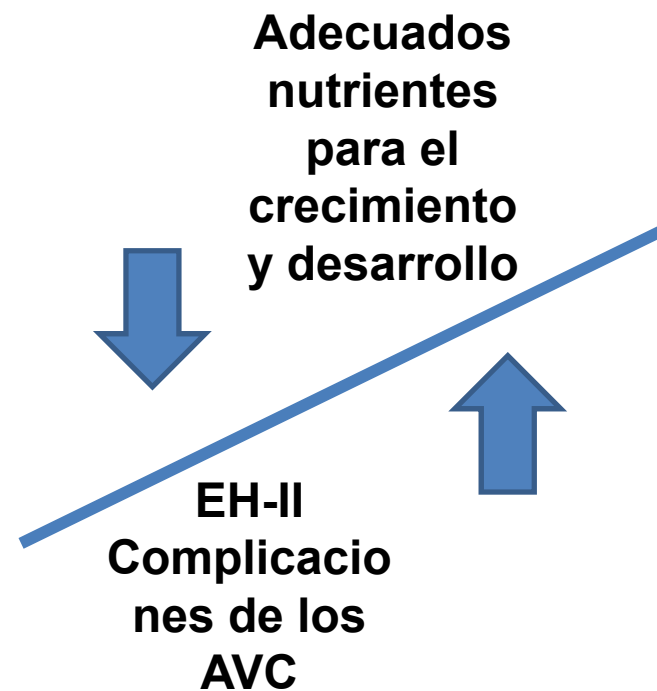 Adecuados
nutrientes
para el
crecimiento
y desarrollo
EH-II
Complicacio
nes de los
AVC